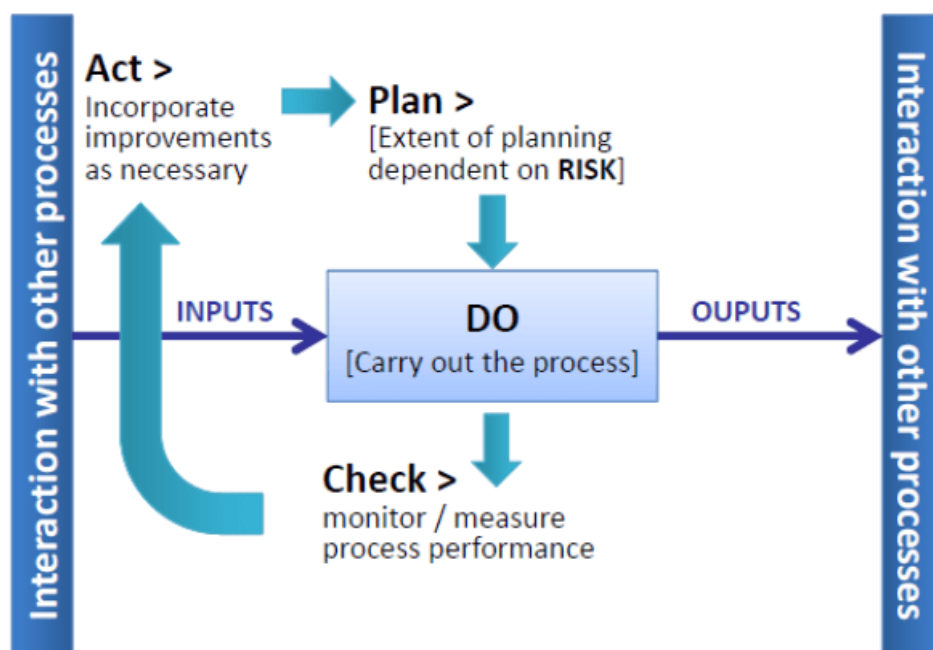 Interaction with other processes
Act >
Incorporate
improvements
as necessary
Plan >
[Extent of planning
dependent on RISK]
INPUTS
DO
[Carry out the process]
OUPUTS
Check >
monitor / measure
process performance
Interaction with other processes